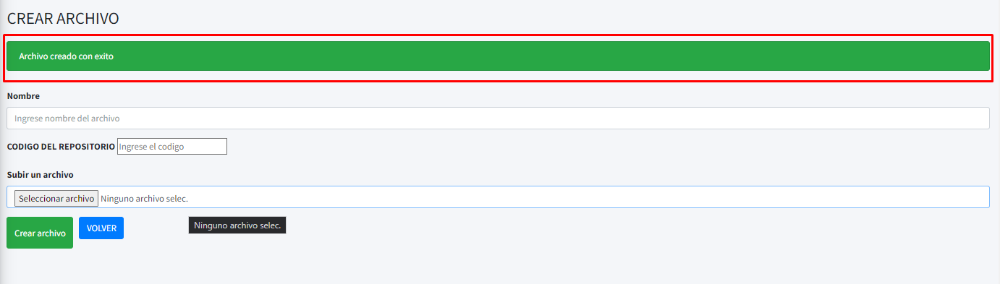 CREAR ARCHIVO
Archivo creado con exito
Nombre
Ingrese nombre del archivo
CODIGO DEL REPOSITORIO Ingrese el codigo
Subir un archivo
Seleccionar archivo Ninguno archivo selec.
Crear archivo VOLVER Ninguno archivo selec.